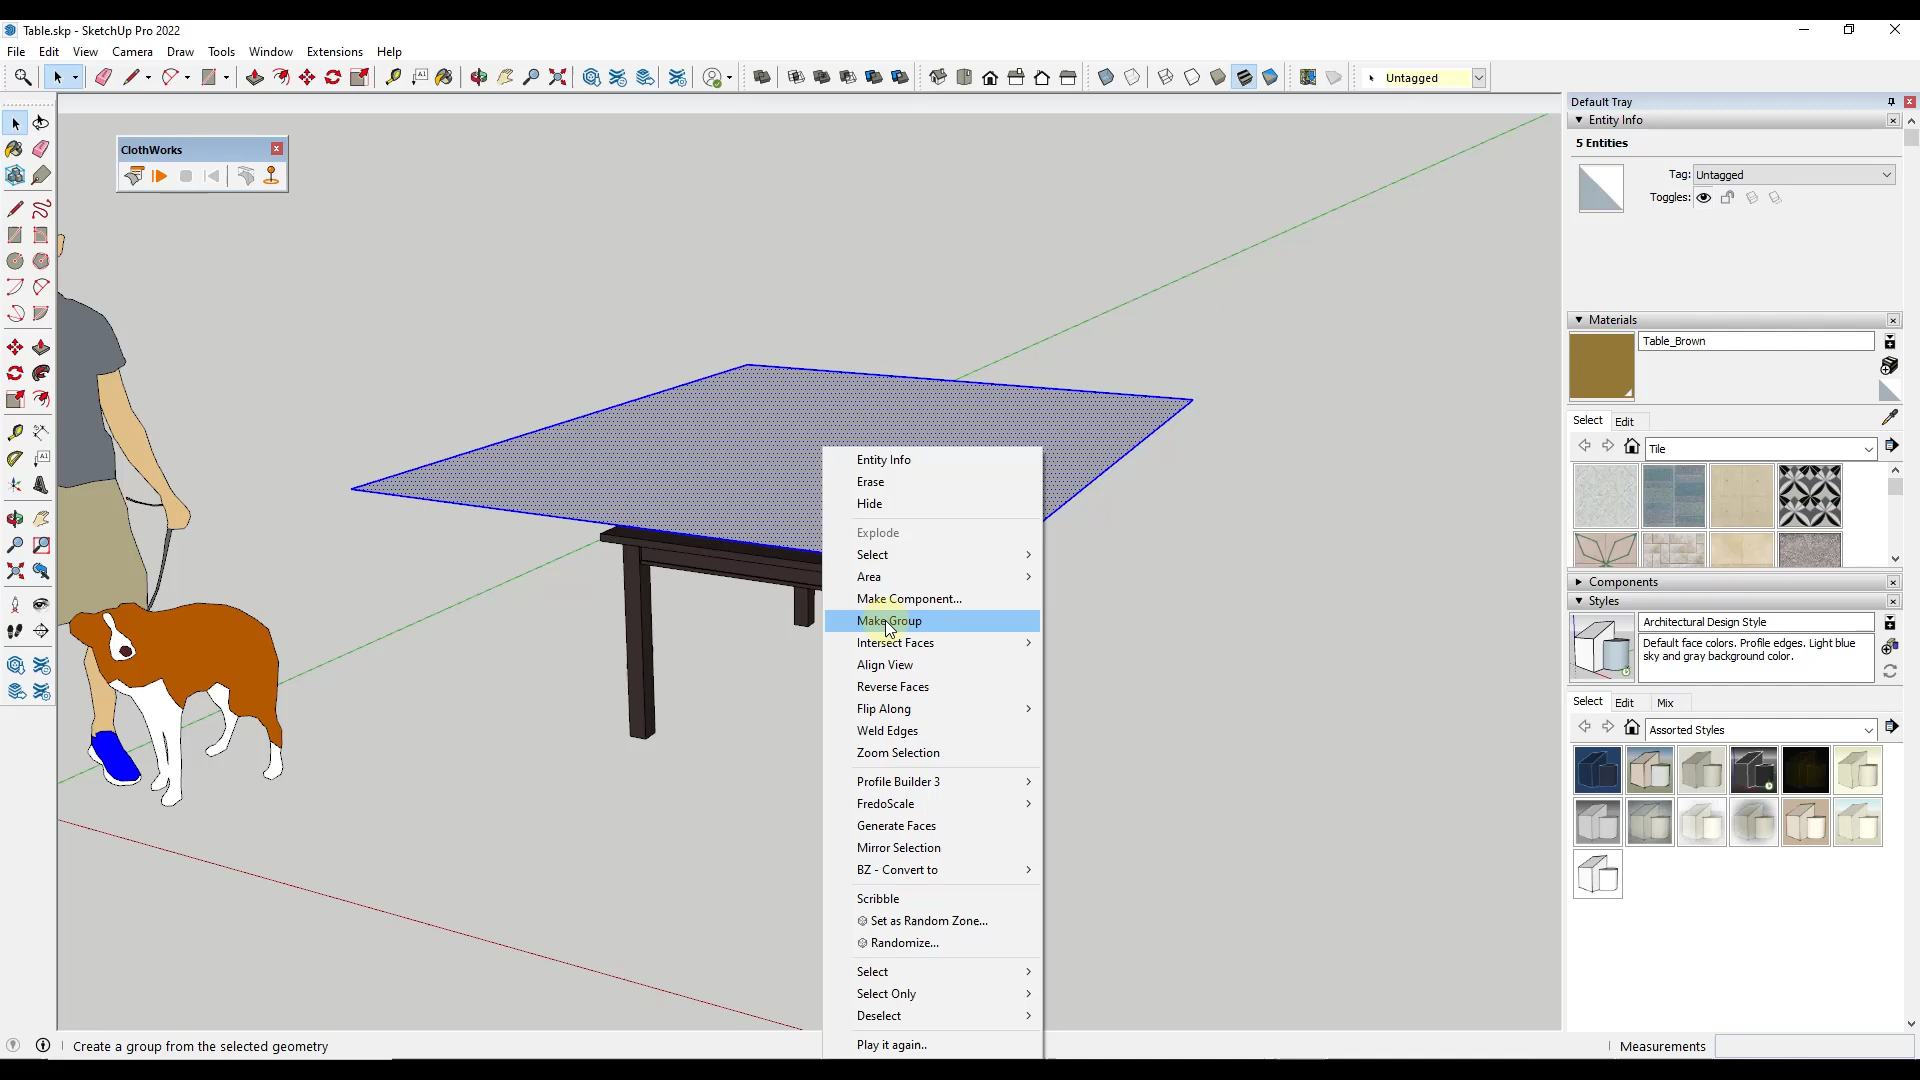 Table.skp - SketchUp Pro 2022
File Edit View Camera Draw Tools Window Extensions Help
Untagged
ClothWorks
Default Tray
Entity Info
5 Entities
Tag: Untagged
Toggles:
Materials
Table_Brown
Select Edit
Tile
Components
Styles
Architectural Design Style
Default face colors. Profile edges. Light blue
sky and gray background color.
Select Edit Mix
Assorted Styles
Entity Info
Erase
Hide
Explode
Select
Area
Make Component...
Make Group
Intersect Faces
Align View
Reverse Faces
Flip Along
Weld Edges
Zoom Selection
Profile Builder 3
FredoScale
Generate Faces
Mirror Selection
BZ - Convert to
Scribble
Set as Random Zone...
Randomize...
Select
Select Only
Deselect
Play it again..
Create a group from the selected geometry
Measurements